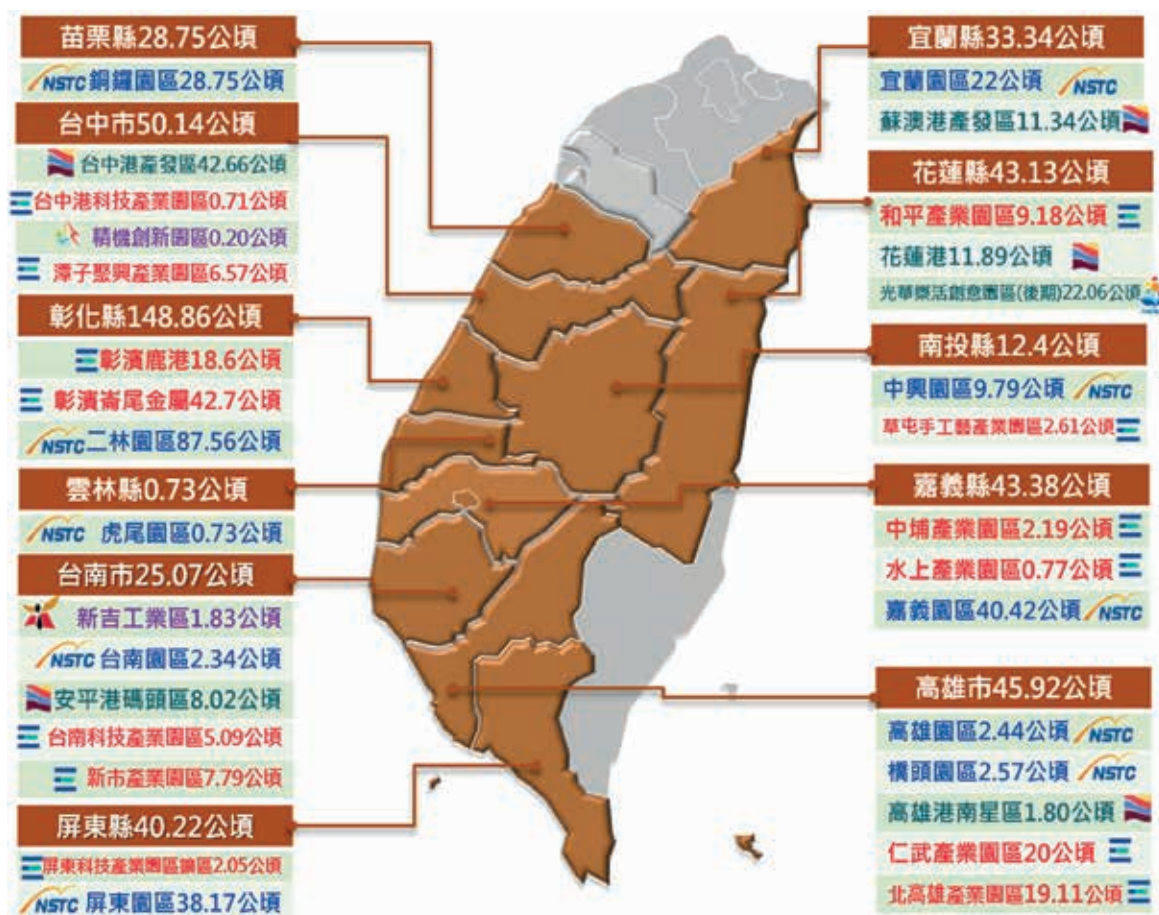 苗栗縣28.75公頃
NSTC 銅鑼園區28.75公頃
台中市50.14公頃
台中港產發區42.66公頃
台中港科技產業園區0.71公頃
精機創新園區0.20公頃
潭子聚興產業園區6.57公頃
彰化縣148.86公頃
彰濱鹿港18.6公頃
彰濱崙尾金屬42.7公頃
NSTC 二林園區87.56公頃
雲林縣0.73公頃
NSTC 虎尾園區0.73公頃
台南市25.07公頃
新吉工業區1.83公頃
NSTC 台南園區2.34公頃
安平港碼頭區8.02公頃
台南科技產業園區5.09公頃
新市產業園區7.79公頃
屏東縣40.22公頃
屏東科技產業園區擴區2.05公頃
NSTC 屏東園區38.17公頃
宜蘭縣33.34公頃
宜蘭園區22公頃 NSTC
蘇澳港產發區11.34公頃
花蓮縣43.13公頃
和平產業園區9.18公頃
花蓮港11.89公頃
光華樂活創意園區(後期)22.06公頃
南投縣12.4公頃
中興園區9.79公頃 NSTC
草屯手工藝產業園區2.61公頃
嘉義縣43.38公頃
中埔產業園區2.19公頃
水上產業園區0.77公頃
嘉義園區40.42公頃 NSTC
高雄市45.92公頃
高雄園區2.44公頃 NSTC
橋頭園區2.57公頃 NSTC
高雄港南星區1.80公頃
仁武產業園區20公頃
北高雄產業園區19.11公頃